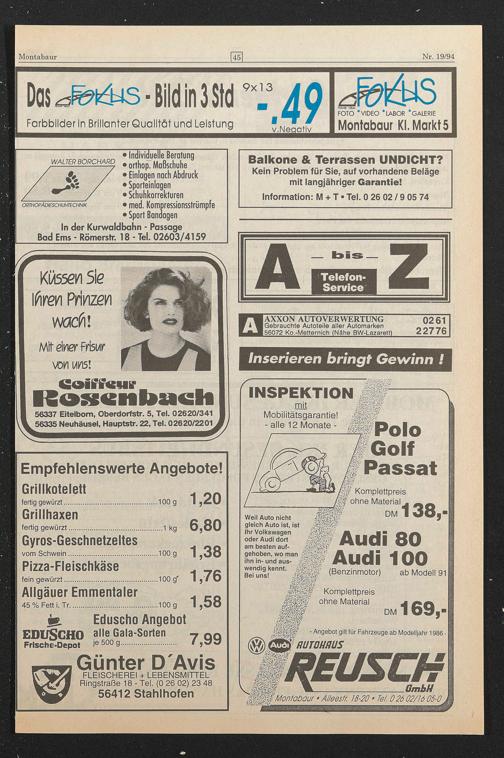 Montabaur
45
Nr. 19/94
Das FOKUS - Bild in 3 Std
9x13
-.49
v.Negativ
Farbbilder in Brillanter Qualität und Leistung
FOKUS
FOTO * VIDEO * LABOR * GALERIE
Montabaur Kl. Markt 5
WALTER BORCHARD
ORTHOPÄDIESCHUHTECHNIK
• Individuelle Beratung
• orthop. Maßschuhe
• Einlagen nach Abdruck
• Sporteinlagen
• Schuhkorrekturen
• med. Kompressionsstrümpfe
• Sport Bandagen
In der Kurwaldbahn - Passage
Bad Ems - Römerstr. 18 - Tel. 02603/4159
Balkone & Terrassen UNDICHT?
Kein Problem für Sie, auf vorhandene Beläge
mit langjähriger Garantie!
Information: M + T • Tel. 0 26 02 / 9 05 74
A — bis — Z
Telefon-
Service
A AXXON AUTOVERWERTUNG
Gebrauchte Autoteile aller Automarken
56072 Ko.-Metternich (Nähe BW-Lazarett)
02 61
2 27 76
Inserieren bringt Gewinn !
Küssen Sie
Ihren Prinzen
wach!
Mit einer Frisur
von uns!
Coiffeur
Rosenbach
56337 Eitelborn, Oberdorfstr. 5, Tel. 02620/341
56335 Neuhäusel, Hauptstr. 22, Tel. 02620/2201
Empfehlenswerte Angebote!
Grillkotelett
fertig gewürzt 100 g 1,20
Grillhaxen
fertig gewürzt 1 kg 6,80
Gyros-Geschnetzeltes
vom Schwein 100 g 1,38
Pizza-Fleischkäse
fein gewürzt 100 g 1,76
Allgäuer Emmentaler
45 % Fett i. Tr. 100 g 1,58
EDUSCHO
Frische-Depot
Eduscho Angebot
alle Gala-Sorten
je 500 g 7,99
Günter D´Avis
FLEISCHEREI + LEBENSMITTEL
Ringstraße 18 - Tel. (0 26 02) 23 48
56412 Stahlhofen
INSPEKTION
mit
Mobilitätsgarantie!
- alle 12 Monate -
Weil Auto nicht
gleich Auto ist, ist
Ihr Volkswagen
oder Audi dort
am besten auf-
gehoben, wo man
ihn in- und aus-
wendig kennt.
Bei uns!
Polo
Golf
Passat
Komplettpreis
ohne Material
DM 138,-
Audi 80
Audi 100
(Benzinmotor) ab Modell 91
Komplettpreis
ohne Material
DM 169,-
- Angebot gilt für Fahrzeuge ab Modelljahr 1986 -
Audi
AUTOHAUS
REUSCH
GmbH
Montabaur • Alleestr. 18-20 • Tel. 0 26 02/16 05-0